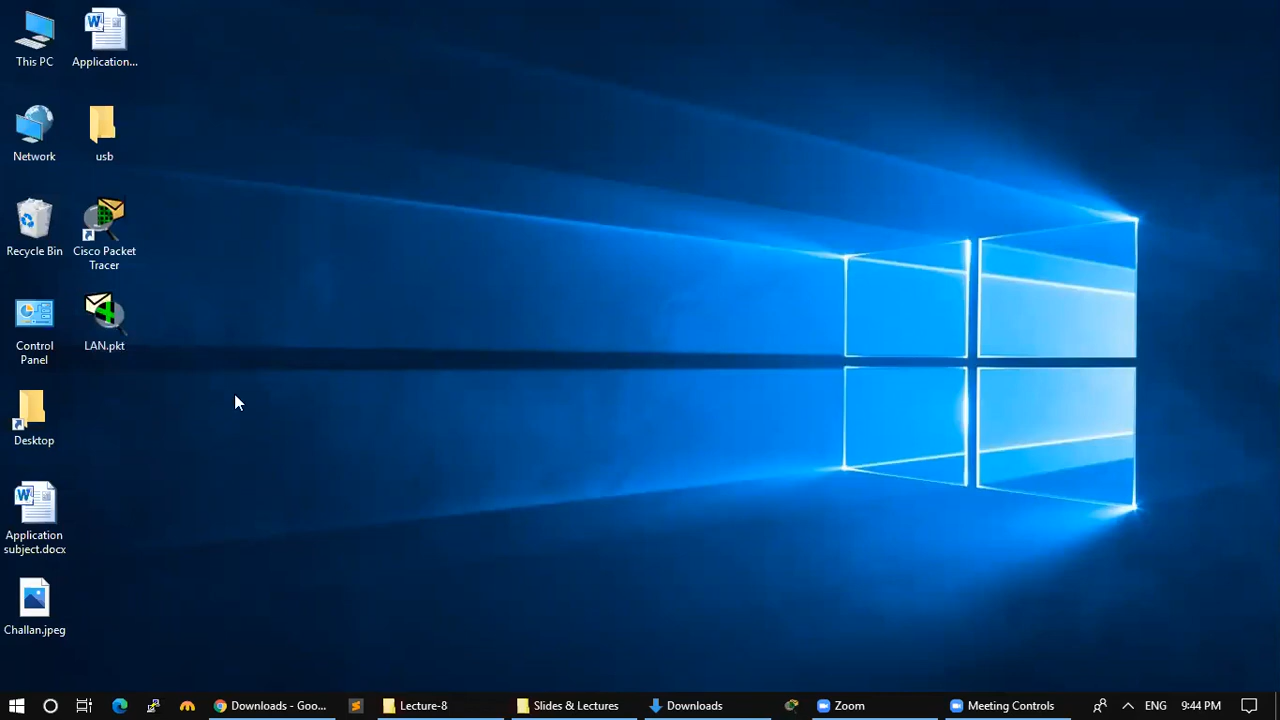 This PC
Application...
Network
usb
Recycle Bin
Cisco Packet
Tracer
Control
Panel
LAN.pkt
Desktop
Application
subject.docx
Challan.jpeg
Downloads - Goo...
Lecture-8
Slides & Lectures
Downloads
Zoom
Meeting Controls
ENG
9:44 PM